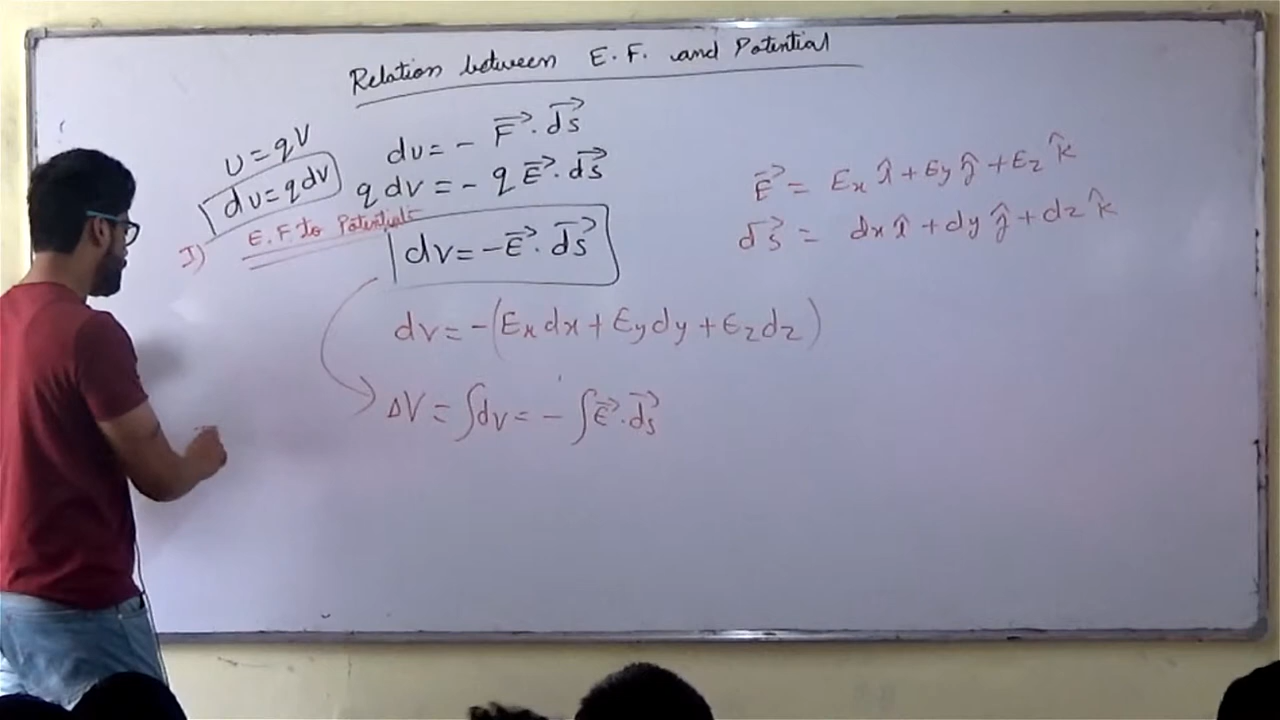 Relation between E.F. and Potential
U = qV
dU = qdV
dU = - F⃗ . ds⃗
q dV = - q E⃗ . ds⃗
I) E.F to Potentials
dV = - E⃗ . ds⃗
E⃗ = Ex î + Ey ĵ + Ez k̂
ds⃗ = dx î + dy ĵ + dz k̂
dV = -(Ex dx + Ey dy + Ez dz)
ΔV = ∫dV = - ∫E⃗ . ds⃗